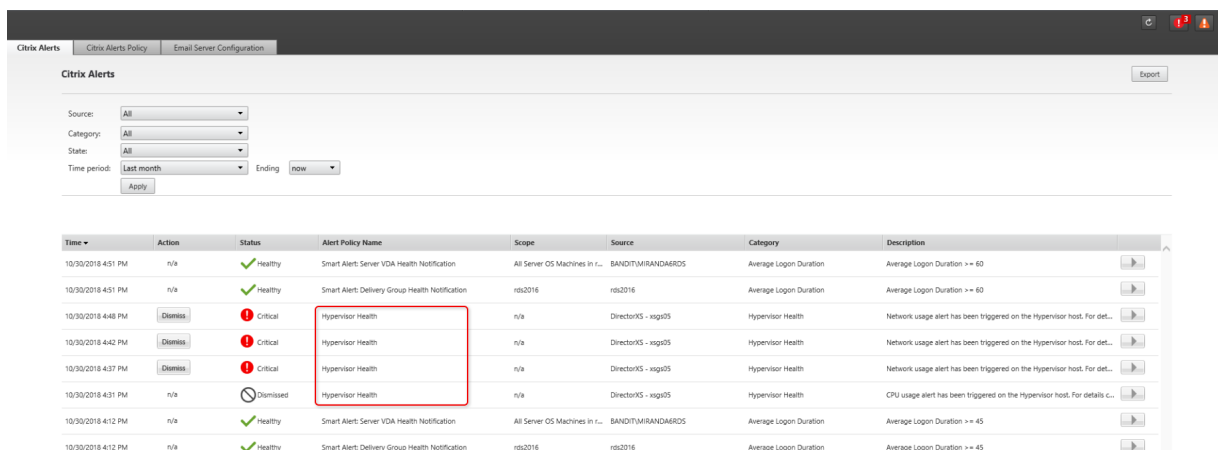 3
Citrix Alerts Citrix Alerts Policy Email Server Configuration
Citrix Alerts Export
Source: All
Category: All
State: All
Time period: Last month Ending now
Apply
Time Action Status Alert Policy Name Scope Source Category Description
10/30/2018 4:51 PM n/a Healthy Smart Alert: Server VDA Health Notification All Server OS Machines in r... BANDIT\MIRANDA6RDS Average Logon Duration Average Logon Duration >= 60
10/30/2018 4:51 PM n/a Healthy Smart Alert: Delivery Group Health Notification rds2016 rds2016 Average Logon Duration Average Logon Duration >= 60
10/30/2018 4:48 PM Dismiss Critical Hypervisor Health n/a DirectorXS - xsgs05 Hypervisor Health Network usage alert has been triggered on the Hypervisor host. For det...
10/30/2018 4:42 PM Dismiss Critical Hypervisor Health n/a DirectorXS - xsgs05 Hypervisor Health Network usage alert has been triggered on the Hypervisor host. For det...
10/30/2018 4:37 PM Dismiss Critical Hypervisor Health n/a DirectorXS - xsgs05 Hypervisor Health Network usage alert has been triggered on the Hypervisor host. For det...
10/30/2018 4:31 PM n/a Dismissed Hypervisor Health n/a DirectorXS - xsgs05 Hypervisor Health CPU usage alert has been triggered on the Hypervisor host. For details c...
10/30/2018 4:12 PM n/a Healthy Smart Alert: Server VDA Health Notification All Server OS Machines in r... BANDIT\MIRANDA6RDS Average Logon Duration Average Logon Duration >= 45
10/30/2018 4:12 PM n/a Healthy Smart Alert: Delivery Group Health Notification rds2016 rds2016 Average Logon Duration Average Logon Duration >= 45